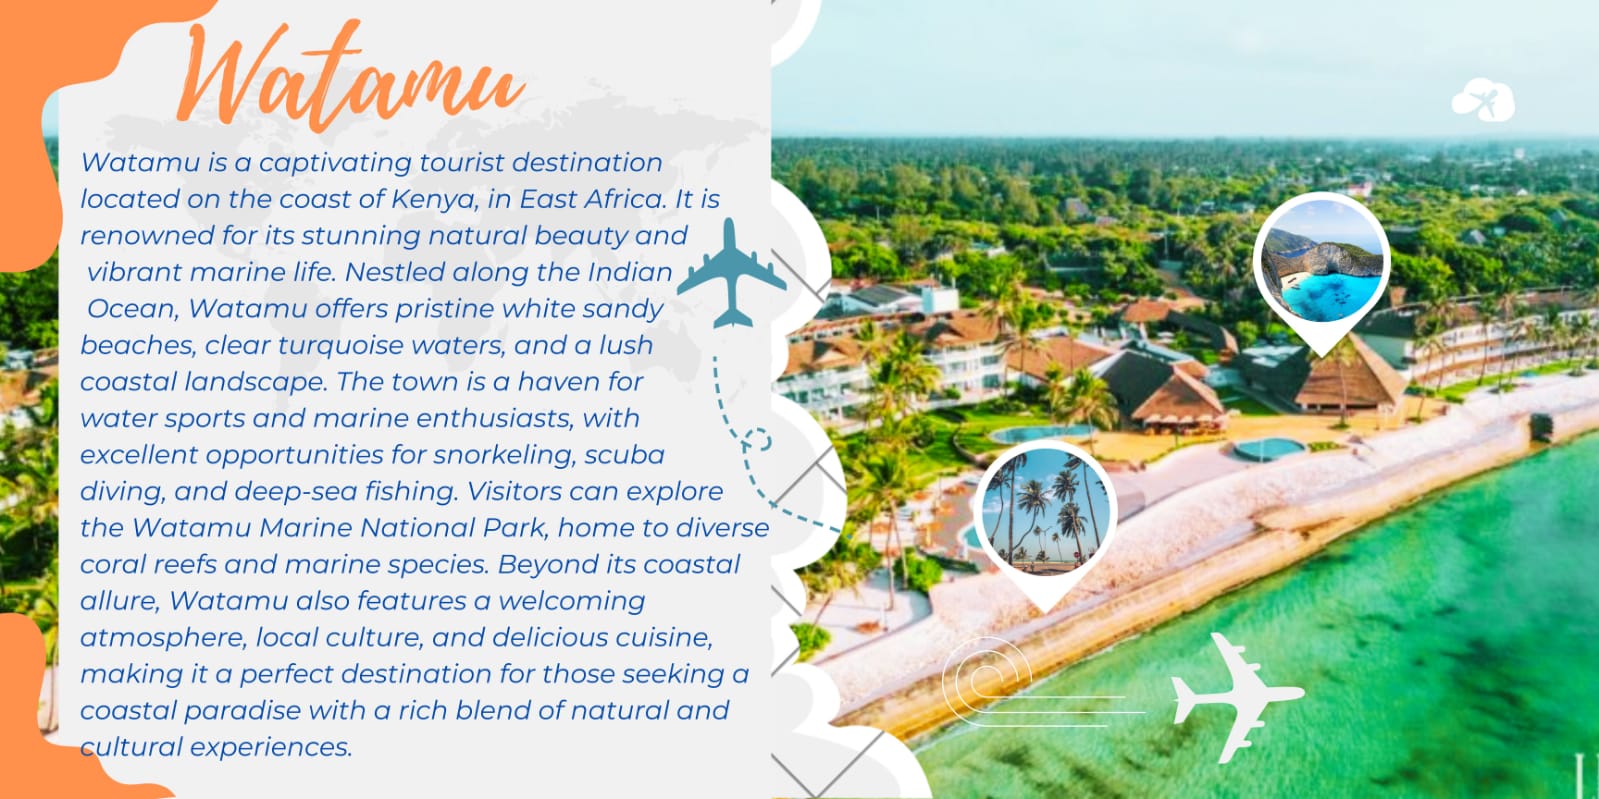 Watamu
Watamu is a captivating tourist destination
located on the coast of Kenya, in East Africa. It is
renowned for its stunning natural beauty and
vibrant marine life. Nestled along the Indian
Ocean, Watamu offers pristine white sandy
beaches, clear turquoise waters, and a lush
coastal landscape. The town is a haven for
water sports and marine enthusiasts, with
excellent opportunities for snorkeling, scuba
diving, and deep-sea fishing. Visitors can explore
the Watamu Marine National Park, home to diverse
coral reefs and marine species. Beyond its coastal
allure, Watamu also features a welcoming
atmosphere, local culture, and delicious cuisine,
making it a perfect destination for those seeking a
coastal paradise with a rich blend of natural and
cultural experiences.